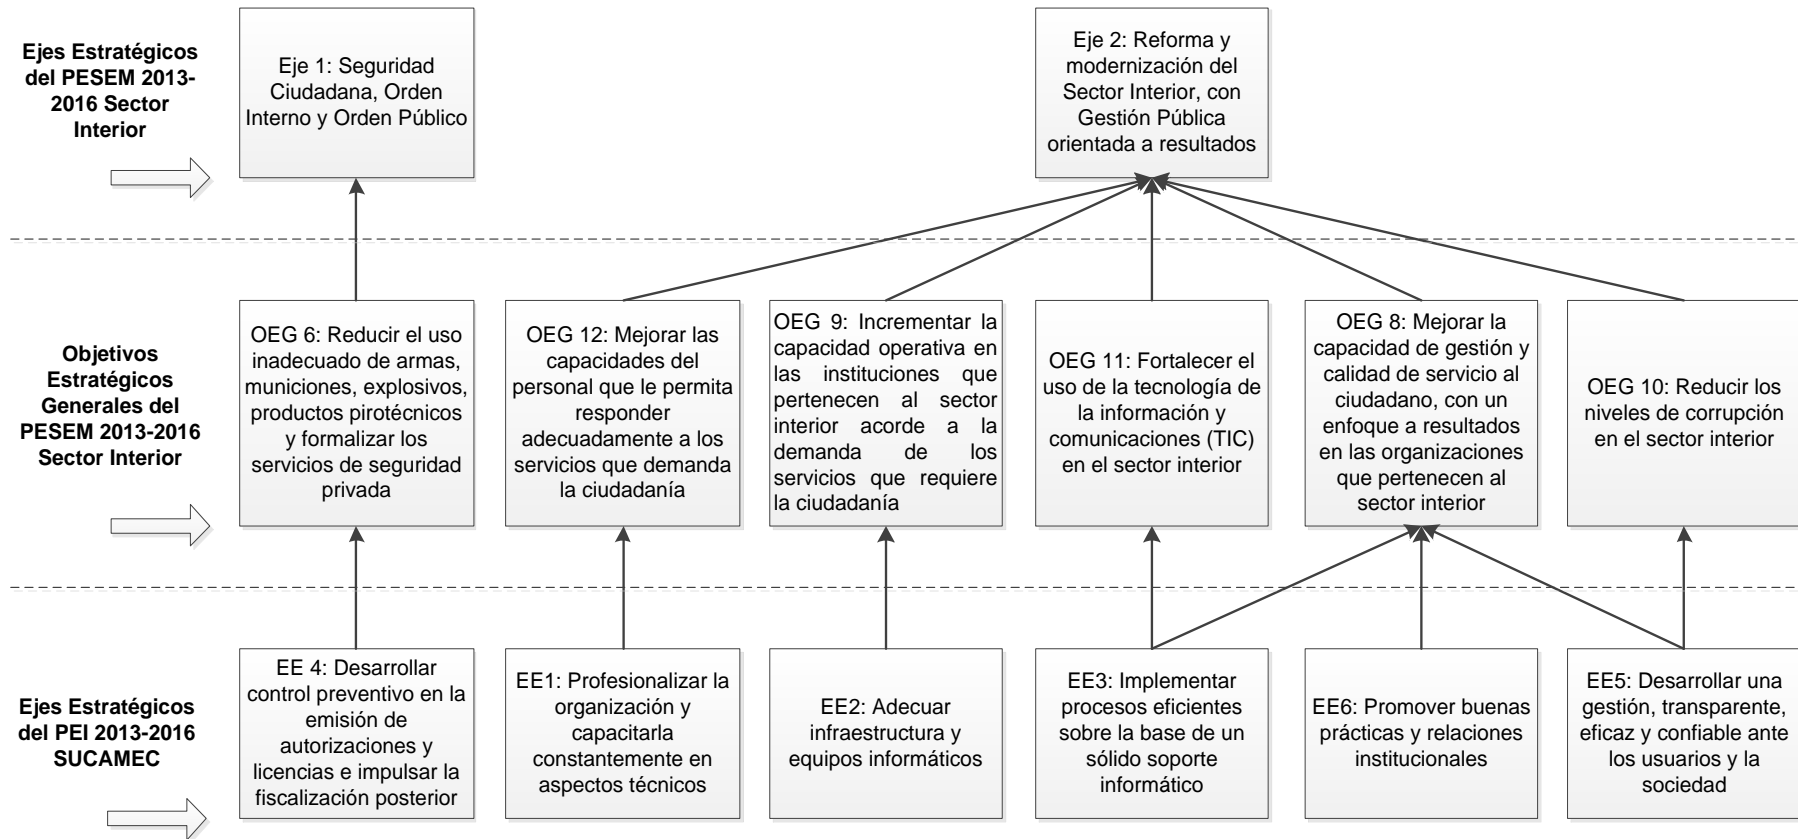 Ejes Estratégicos
del PESEM 2013-
2016 Sector
Interior
Eje 1: Seguridad
Ciudadana, Orden
Interno y Orden Público
Eje 2: Reforma y
modernización del
Sector Interior, con
Gestión Pública
orientada a resultados
Objetivos
Estratégicos
Generales del
PESEM 2013-2016
Sector Interior
OEG 6: Reducir el uso
inadecuado de armas,
municiones, explosivos,
productos pirotécnicos
y formalizar los
servicios de seguridad
privada
OEG 12: Mejorar las
capacidades del
personal que le permita
responder
adecuadamente a los
servicios que demanda
la ciudadanía
OEG 9: Incrementar la
capacidad operativa en
las instituciones que
pertenecen al sector
interior acorde a la
demanda de los
servicios que requiere
la ciudadanía
OEG 11: Fortalecer el
uso de la tecnología de
la información y
comunicaciones (TIC)
en el sector interior
OEG 8: Mejorar la
capacidad de gestión y
calidad de servicio al
ciudadano, con un
enfoque a resultados
en las organizaciones
que pertenecen al
sector interior
OEG 10: Reducir los
niveles de corrupción
en el sector interior
Ejes Estratégicos
del PEI 2013-2016
SUCAMEC
EE 4: Desarrollar
control preventivo en la
emisión de
autorizaciones y
licencias e impulsar la
fiscalización posterior
EE1: Profesionalizar la
organización y
capacitarla
constantemente en
aspectos técnicos
EE2: Adecuar
infraestructura y
equipos informáticos
EE3: Implementar
procesos eficientes
sobre la base de un
sólido soporte
informático
EE6: Promover buenas
prácticas y relaciones
institucionales
EE5: Desarrollar una
gestión, transparente,
eficaz y confiable ante
los usuarios y la
sociedad